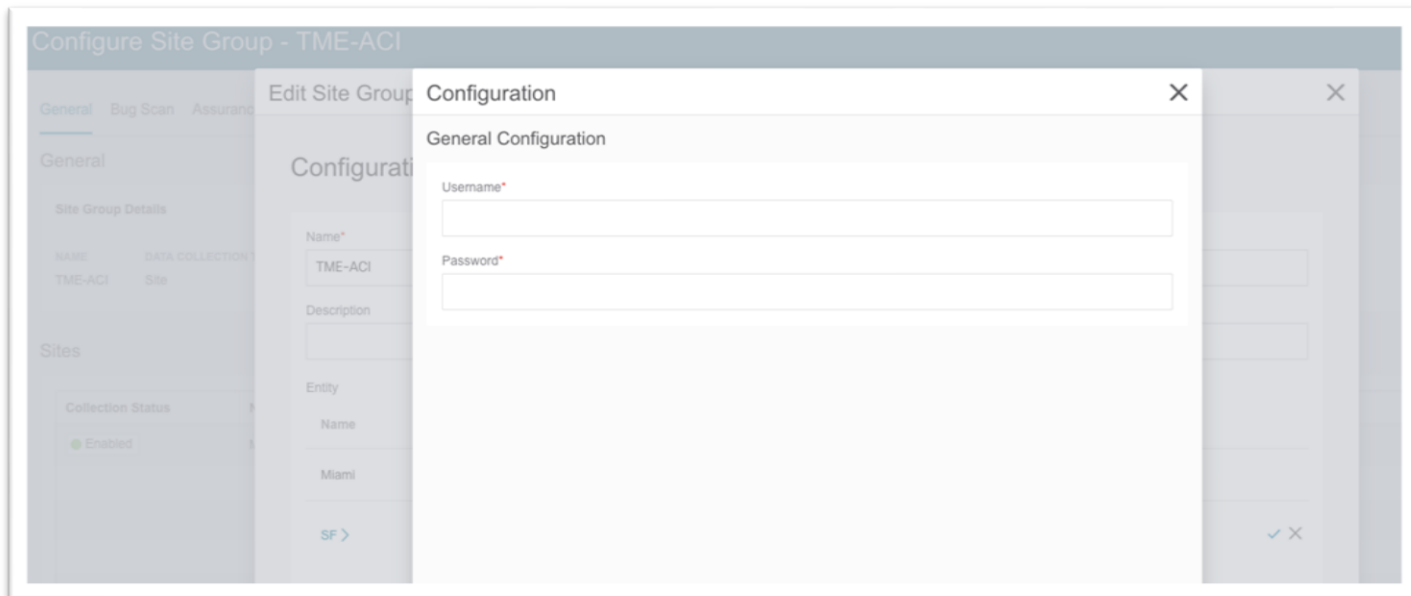 Configure Site Group - TME-ACI
General Bug Scan Assuranc
General
Site Group Details
NAME DATA COLLECTION T
TME-ACI Site
Sites
Collection Status
Enabled
Edit Site Group
Configurati
Name*
TME-ACI
Description
Entity
Name
Miami
SF >
Configuration
General Configuration
Username*
Password*